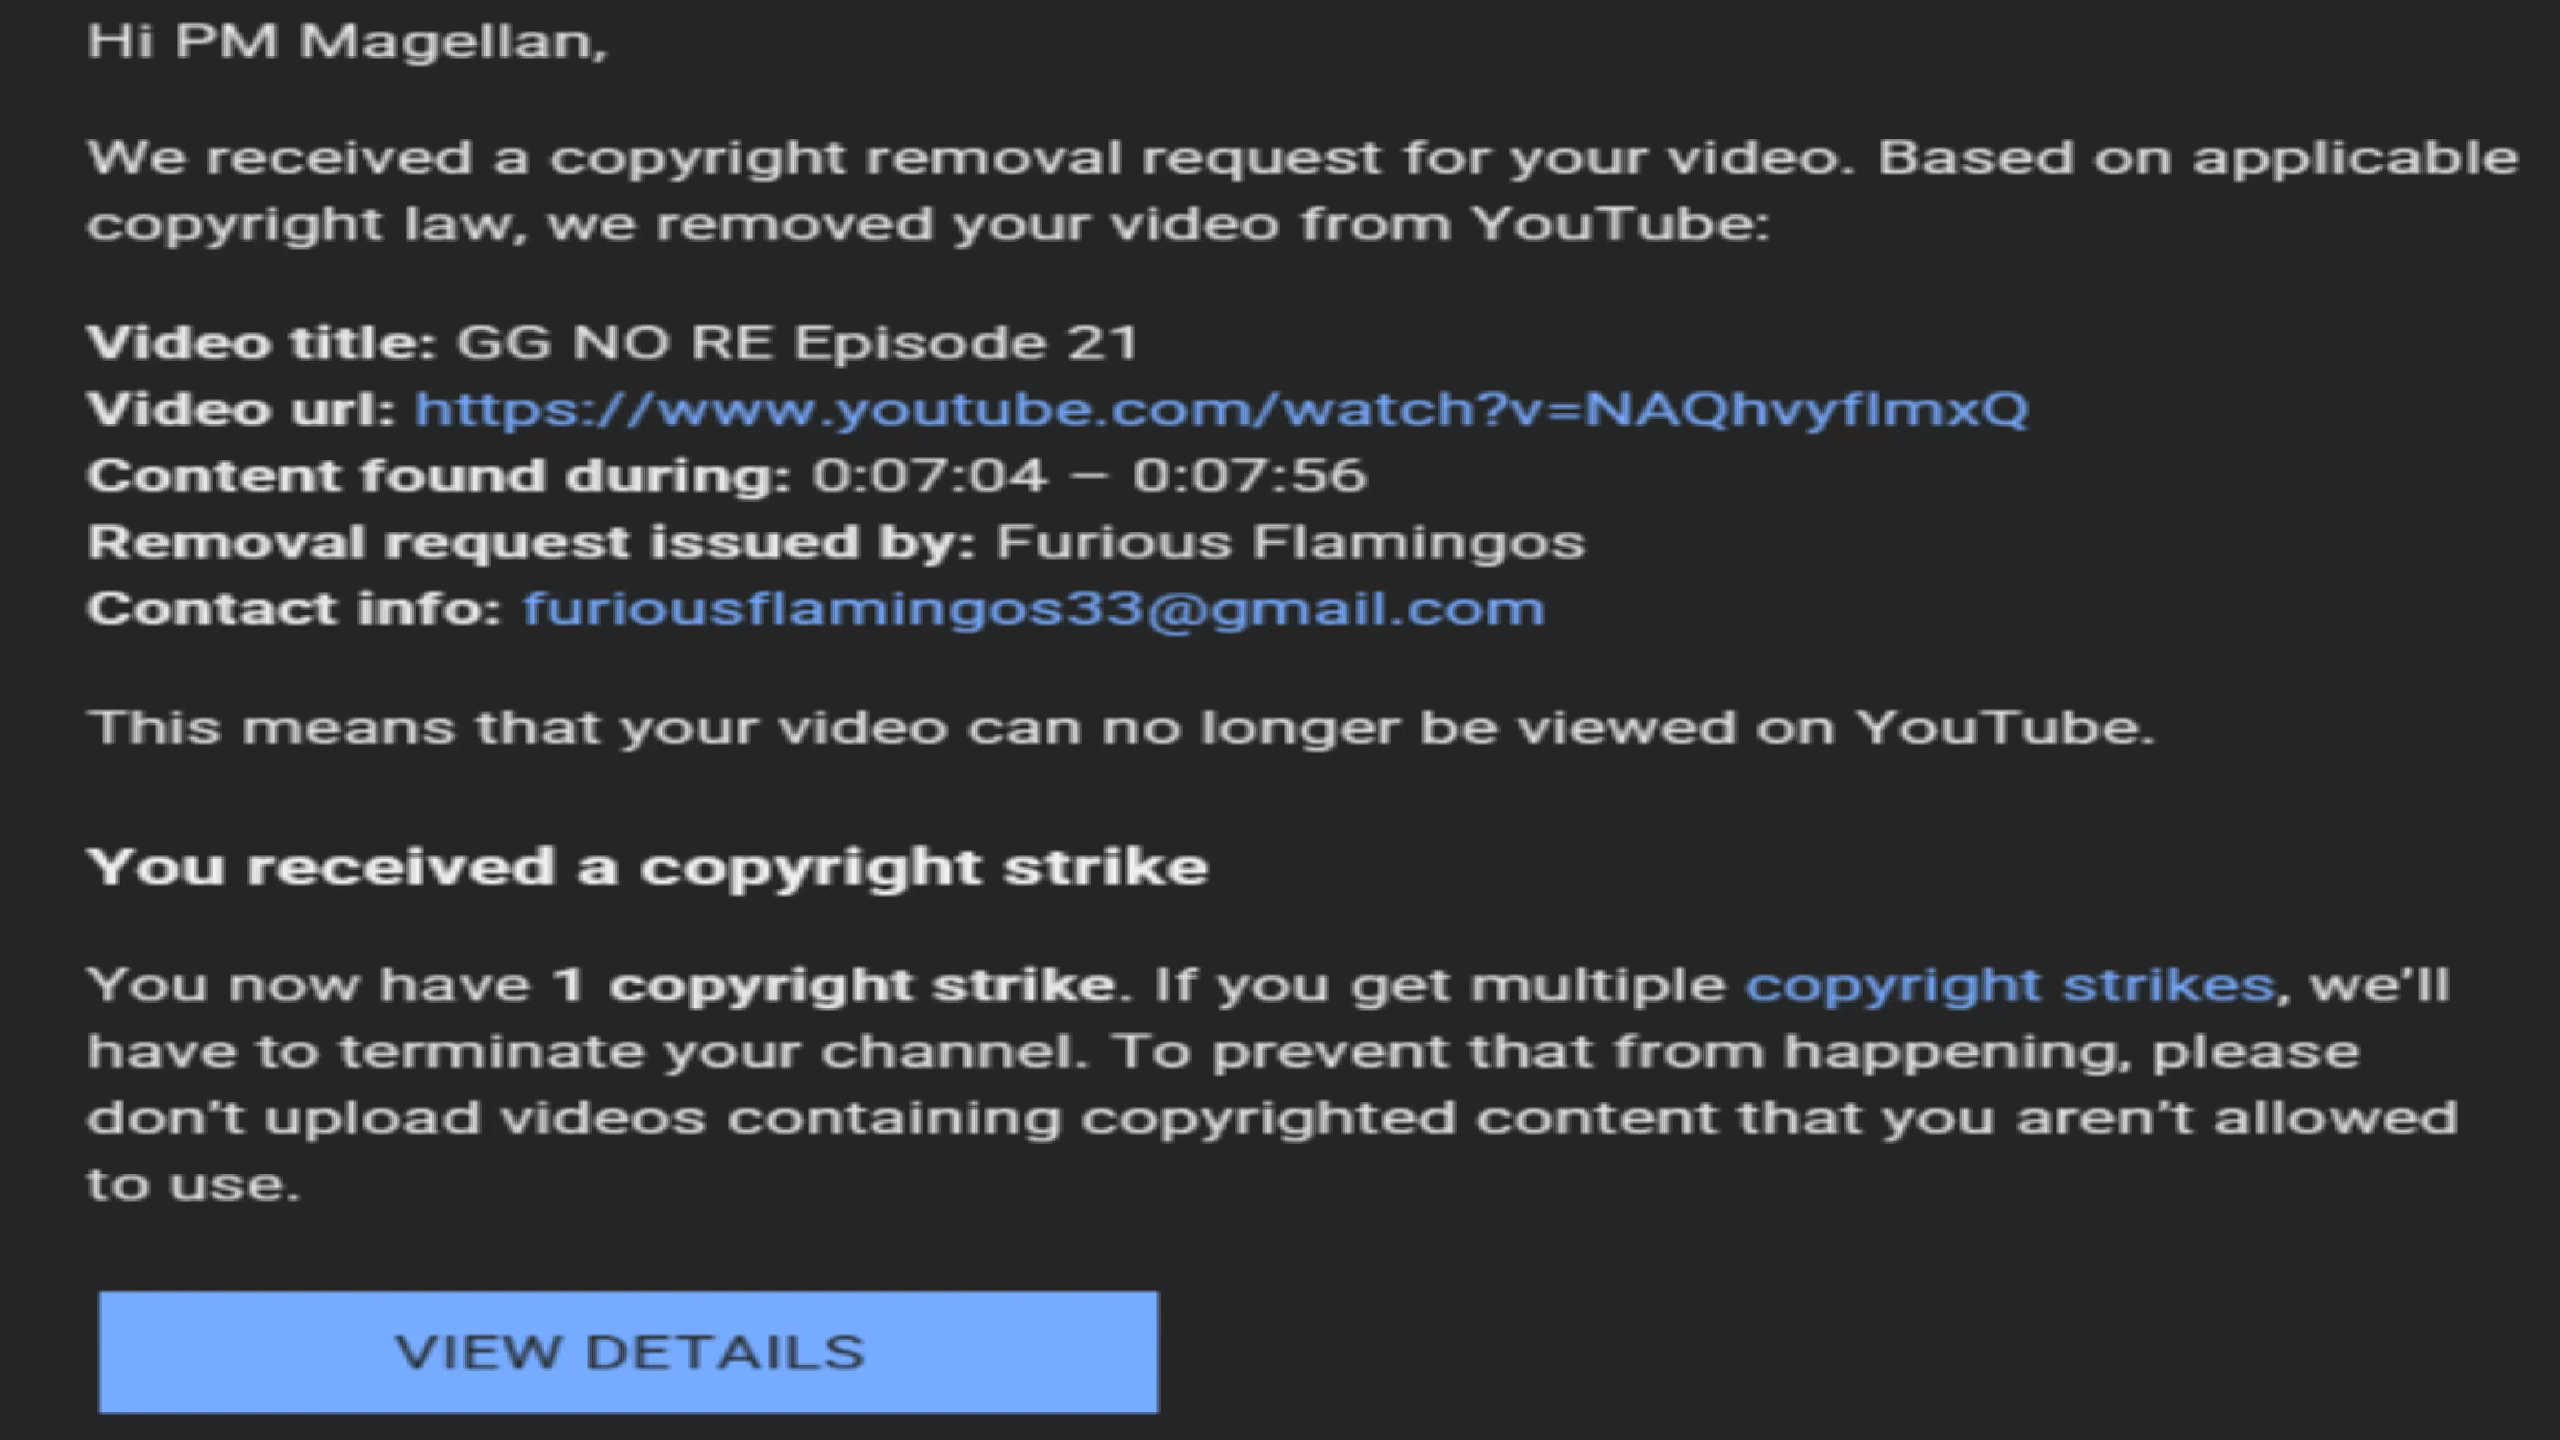 Hi PM Magellan,
We received a copyright removal request for your video. Based on applicable
copyright law, we removed your video from YouTube:
Video title: GG NO RE Episode 21
Video url: https://www.youtube.com/watch?v=NAQhvyflmxQ
Content found during: 0:07:04 – 0:07:56
Removal request issued by: Furious Flamingos
Contact info: furiousflamingos33@gmail.com
This means that your video can no longer be viewed on YouTube.
You received a copyright strike
You now have 1 copyright strike. If you get multiple copyright strikes, we’ll
have to terminate your channel. To prevent that from happening, please
don’t upload videos containing copyrighted content that you aren’t allowed
to use.
VIEW DETAILS